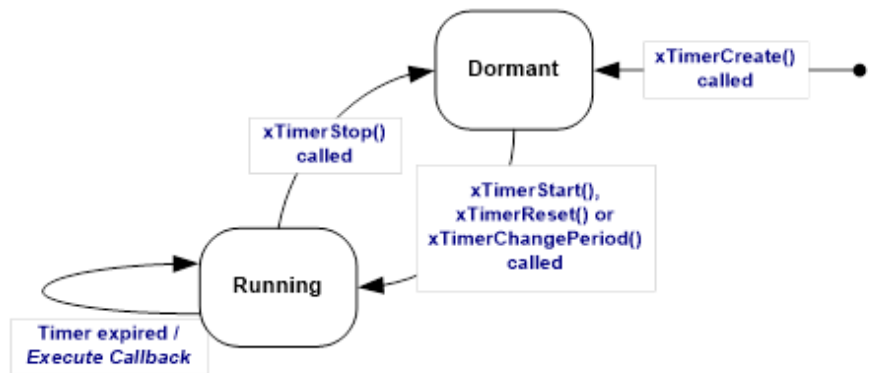 Dormant
xTimerCreate()
called
xTimerStop()
called
xTimerStart(),
xTimerReset() or
xTimerChangePeriod()
called
Running
Timer expired /
Execute Callback